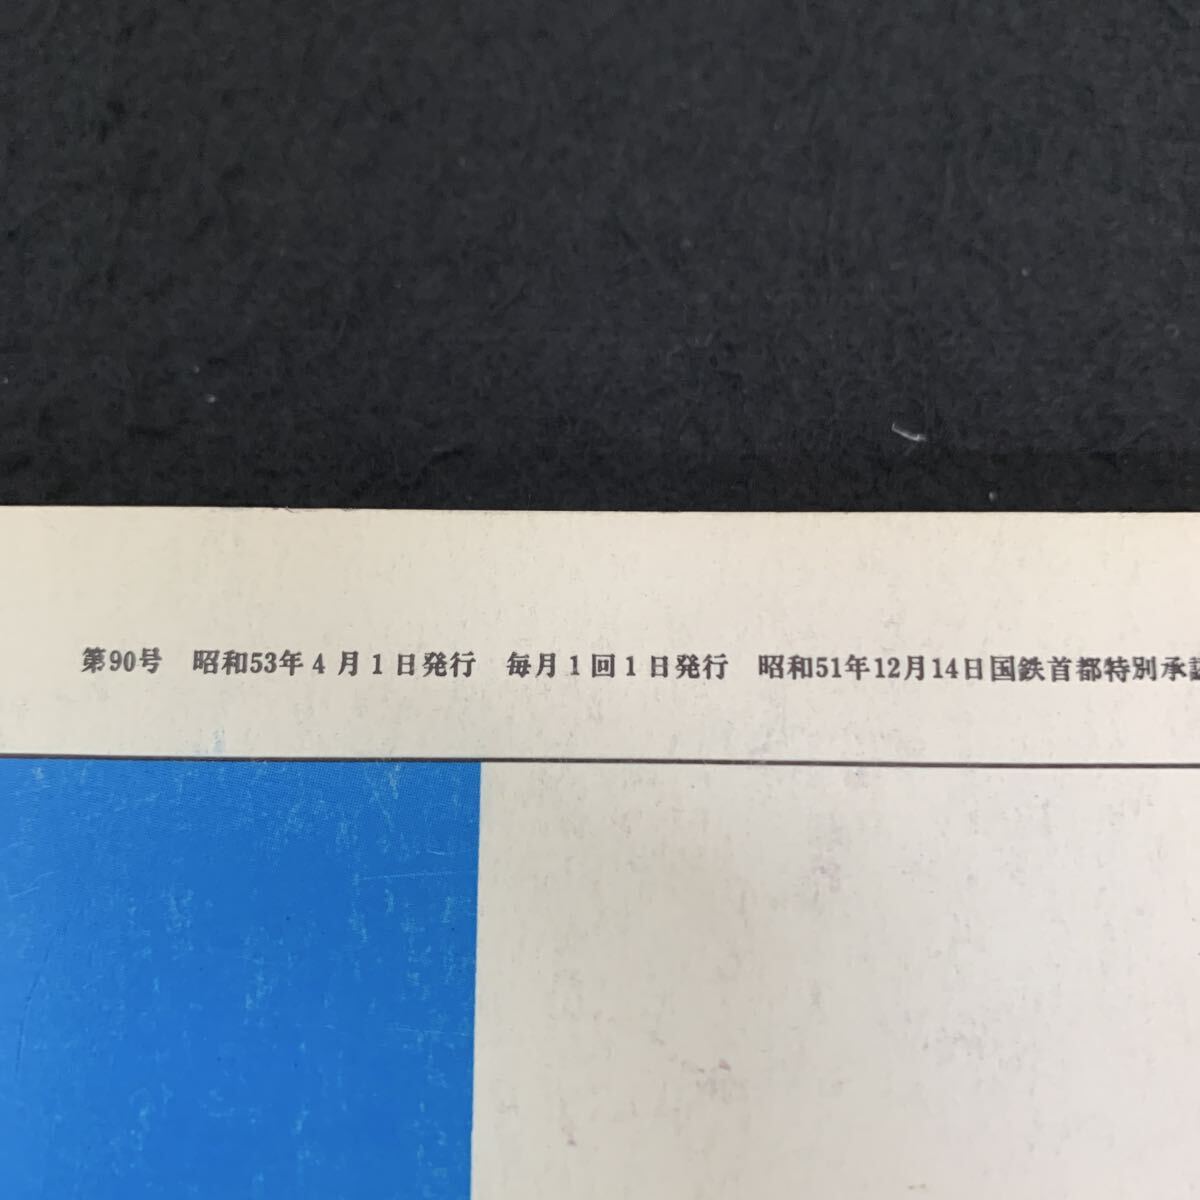 第90号　昭和53年4月1日発行　毎月1回1日発行　昭和51年12月14日国鉄首都特別承認